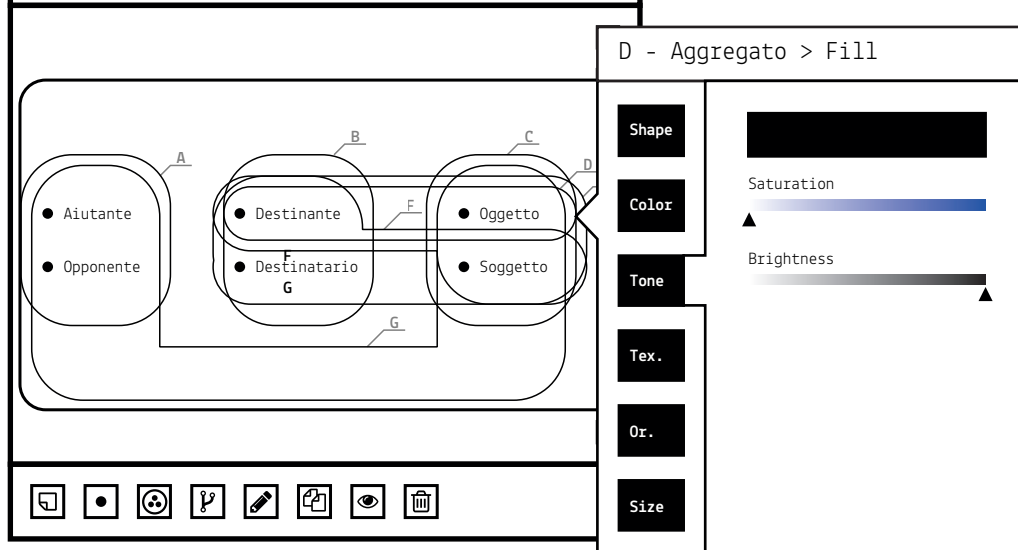 D - Aggregato > Fill
A
B
C
D
F
Aiutante
Destinante
Oggetto
Opponente
F
Destinatario
G
Soggetto
G
Shape
Color
Tone
Tex.
Or.
Size
Saturation
Brightness